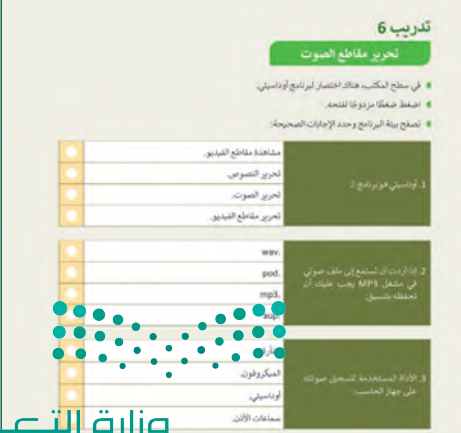 تدريب 6
تحرير مقاطع الصوت
في سطح المكتب، هناك اختصار لبرنامج أوداسيتي.
اضغط ضغطًا مزدوجًا لفتحه.
تصفح بيئة البرنامج وحدد الإجابات الصحيحة:
1. أوداسيتي هو برنامج لـ:
مشاهدة مقاطع الفيديو.
تحرير النصوص.
تحرير الصوت.
تحرير مقاطع الفيديو.
2. إذا أردت أن تستمع إلى ملف صوتي
في مشغل MP3 يجب عليك أن
تحفظه بتنسيق:
wav.
pod.
mp3.
aup.
3. الأداة المستخدمة لتسجيل صوتك
على جهاز الحاسب:
الميكروفون.
أوداسيتي.
سماعات الأذن.
وزارة